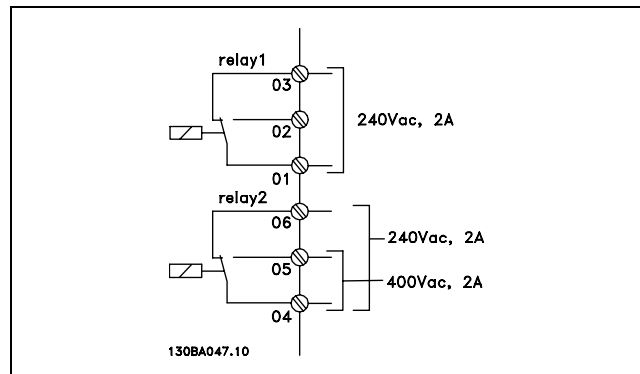 relay1
03
02
240Vac, 2A
01
relay2
06
240Vac, 2A
05
400Vac, 2A
04
130BA047.10